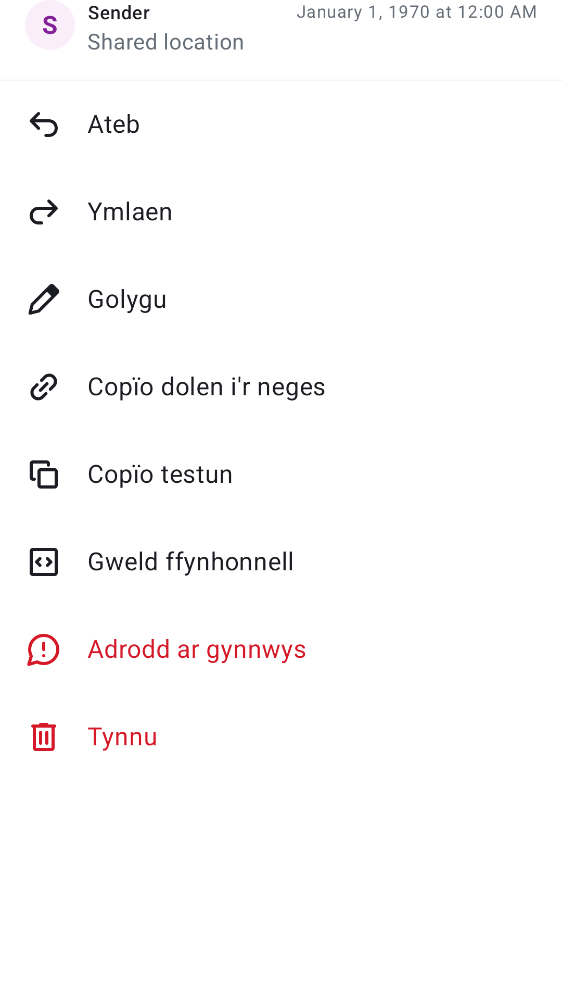 S
Sender
January 1, 1970 at 12:00 AM
Shared location
Ateb
Ymlaen
Golygu
Copïo dolen i'r neges
Copïo testun
Gweld ffynhonnell
Adrodd ar gynnwys
Tynnu